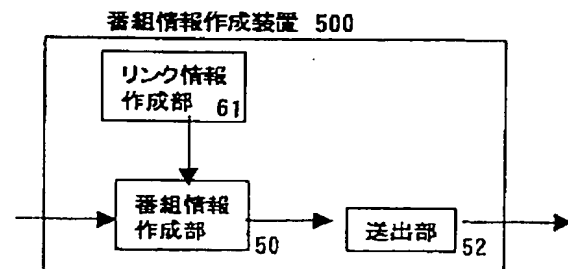 番組情報作成装置 500
リンク情報
作成部 61
番組情報
作成部 50
送出部 52